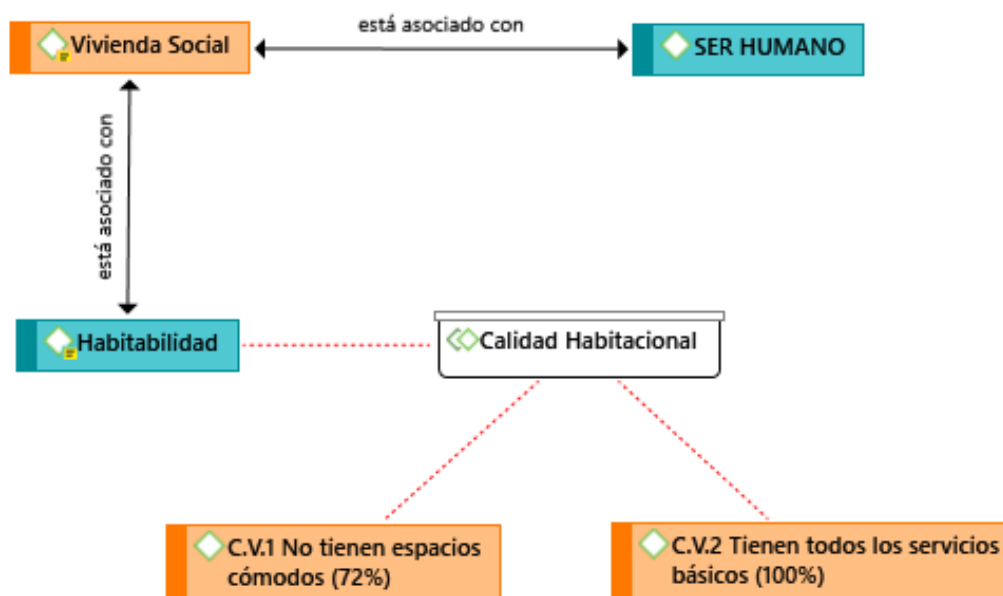 está asociado con
Vivienda Social
SER HUMANO
está asociado con
Habitabilidad
Calidad Habitacional
C.V.1 No tienen espacios
cómodos (72%)
C.V.2 Tienen todos los servicios
básicos (100%)